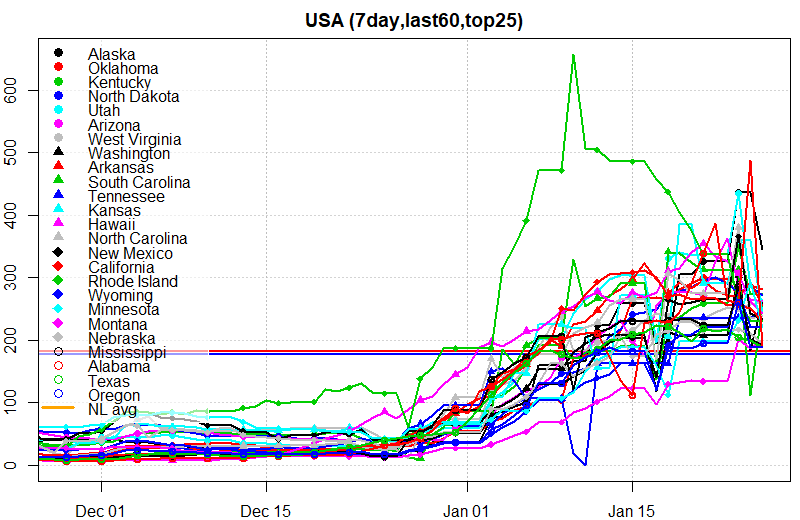 USA (7day,last60,top25)
600
500
400
300
200
100
0
Alaska
Oklahoma
Kentucky
North Dakota
Utah
Arizona
West Virginia
Washington
Arkansas
South Carolina
Tennessee
Kansas
Hawaii
North Carolina
New Mexico
California
Rhode Island
Wyoming
Minnesota
Montana
Nebraska
Mississippi
Alabama
Texas
Oregon
NL avg
Dec 01
Dec 15
Jan 01
Jan 15